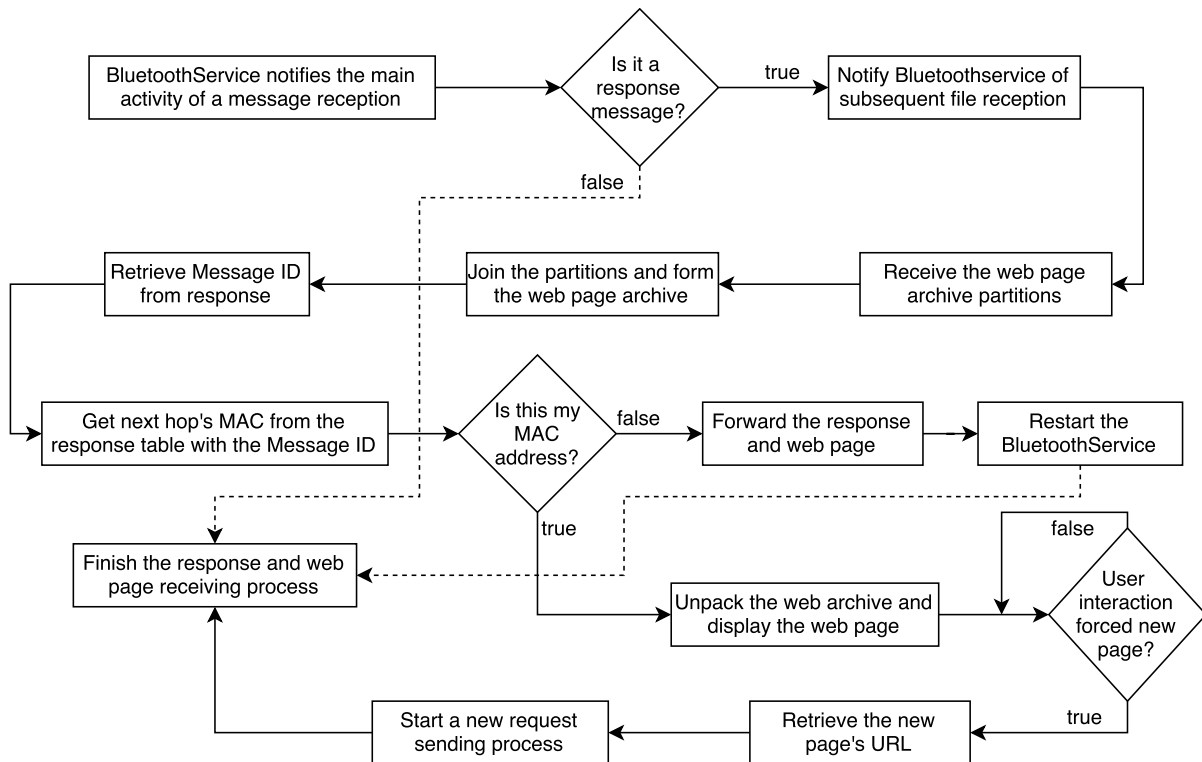 BluetoothService notifies the main
activity of a message reception
Is it a
response
message?
true
Notify Bluetoothservice of
subsequent file reception
false
Retrieve Message ID
from response
Join the partitions and form
the web page archive
Receive the web page
archive partitions
Get next hop's MAC from the
response table with the Message ID
Is this my
MAC
address?
false
Forward the response
and web page
Restart the
BluetoothService
true
false
Finish the response and web
page receiving process
Unpack the web archive and
display the web page
User
interaction
forced new
page?
true
Start a new request
sending process
Retrieve the new
page's URL